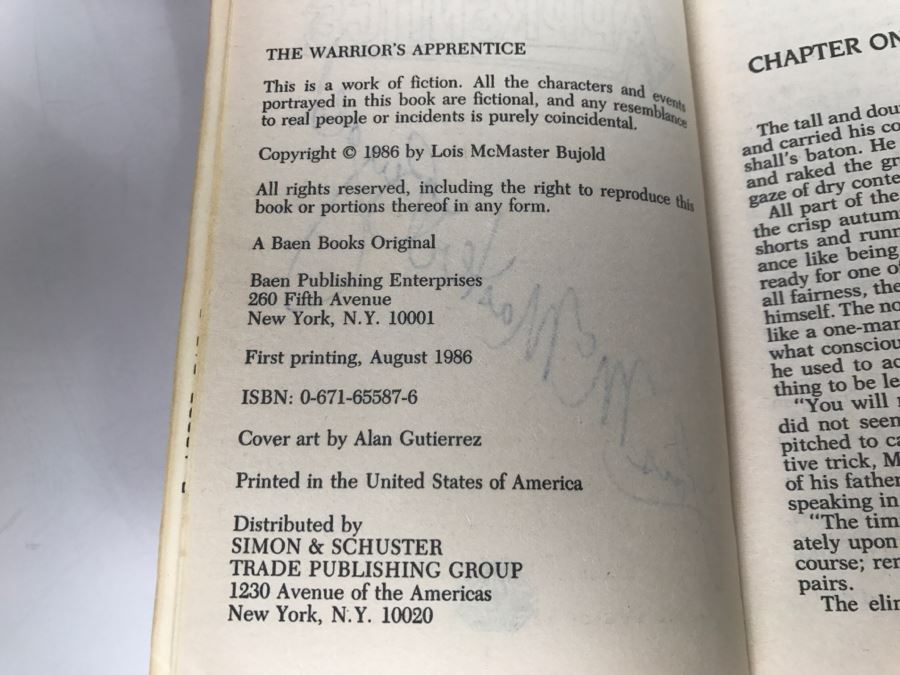 THE WARRIOR'S APPRENTICE
This is a work of fiction. All the characters and events
portrayed in this book are fictional, and any resemblance
to real people or incidents is purely coincidental.
Copyright © 1986 by Lois McMaster Bujold
All rights reserved, including the right to reproduce this
book or portions thereof in any form.
A Baen Books Original
Baen Publishing Enterprises
260 Fifth Avenue
New York, N.Y. 10001
First printing, August 1986
ISBN: 0-671-65587-6
Cover art by Alan Gutierrez
Printed in the United States of America
Distributed by
SIMON & SCHUSTER
TRADE PUBLISHING GROUP
1230 Avenue of the Americas
New York, N.Y. 10020
CHAPTER ON
The tall and dou
and carried his co
shall's baton. He
and raked the gr
gaze of dry conte
All part of the
the crisp autum
shorts and runn
ance like being
ready for one o
all fairness, the
himself. The no
like a one-mar
what consciou
he used to ac
thing to be le
"You will
did not seem
pitched to ca
tive trick, M
of his father
speaking in
"The tim
ately upon
course; rer
pairs.
The elin